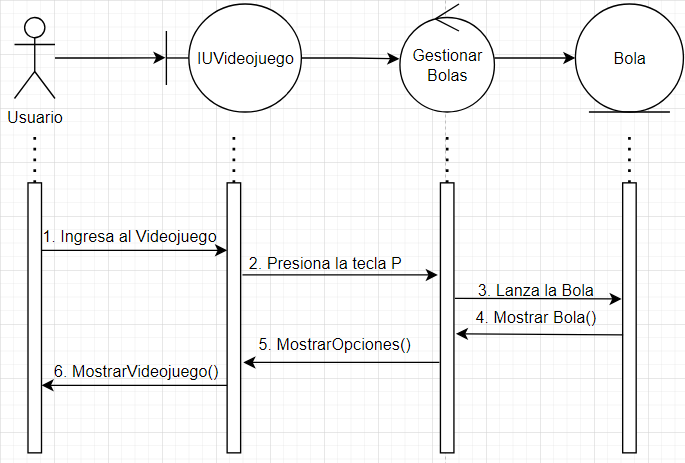 IUVideojuego
Gestionar
Bolas
Bola
Usuario
1. Ingresa al Videojuego
2. Presiona la tecla P
3. Lanza la Bola
4. Mostrar Bola()
5. MostrarOpciones()
6. MostrarVideojuego()